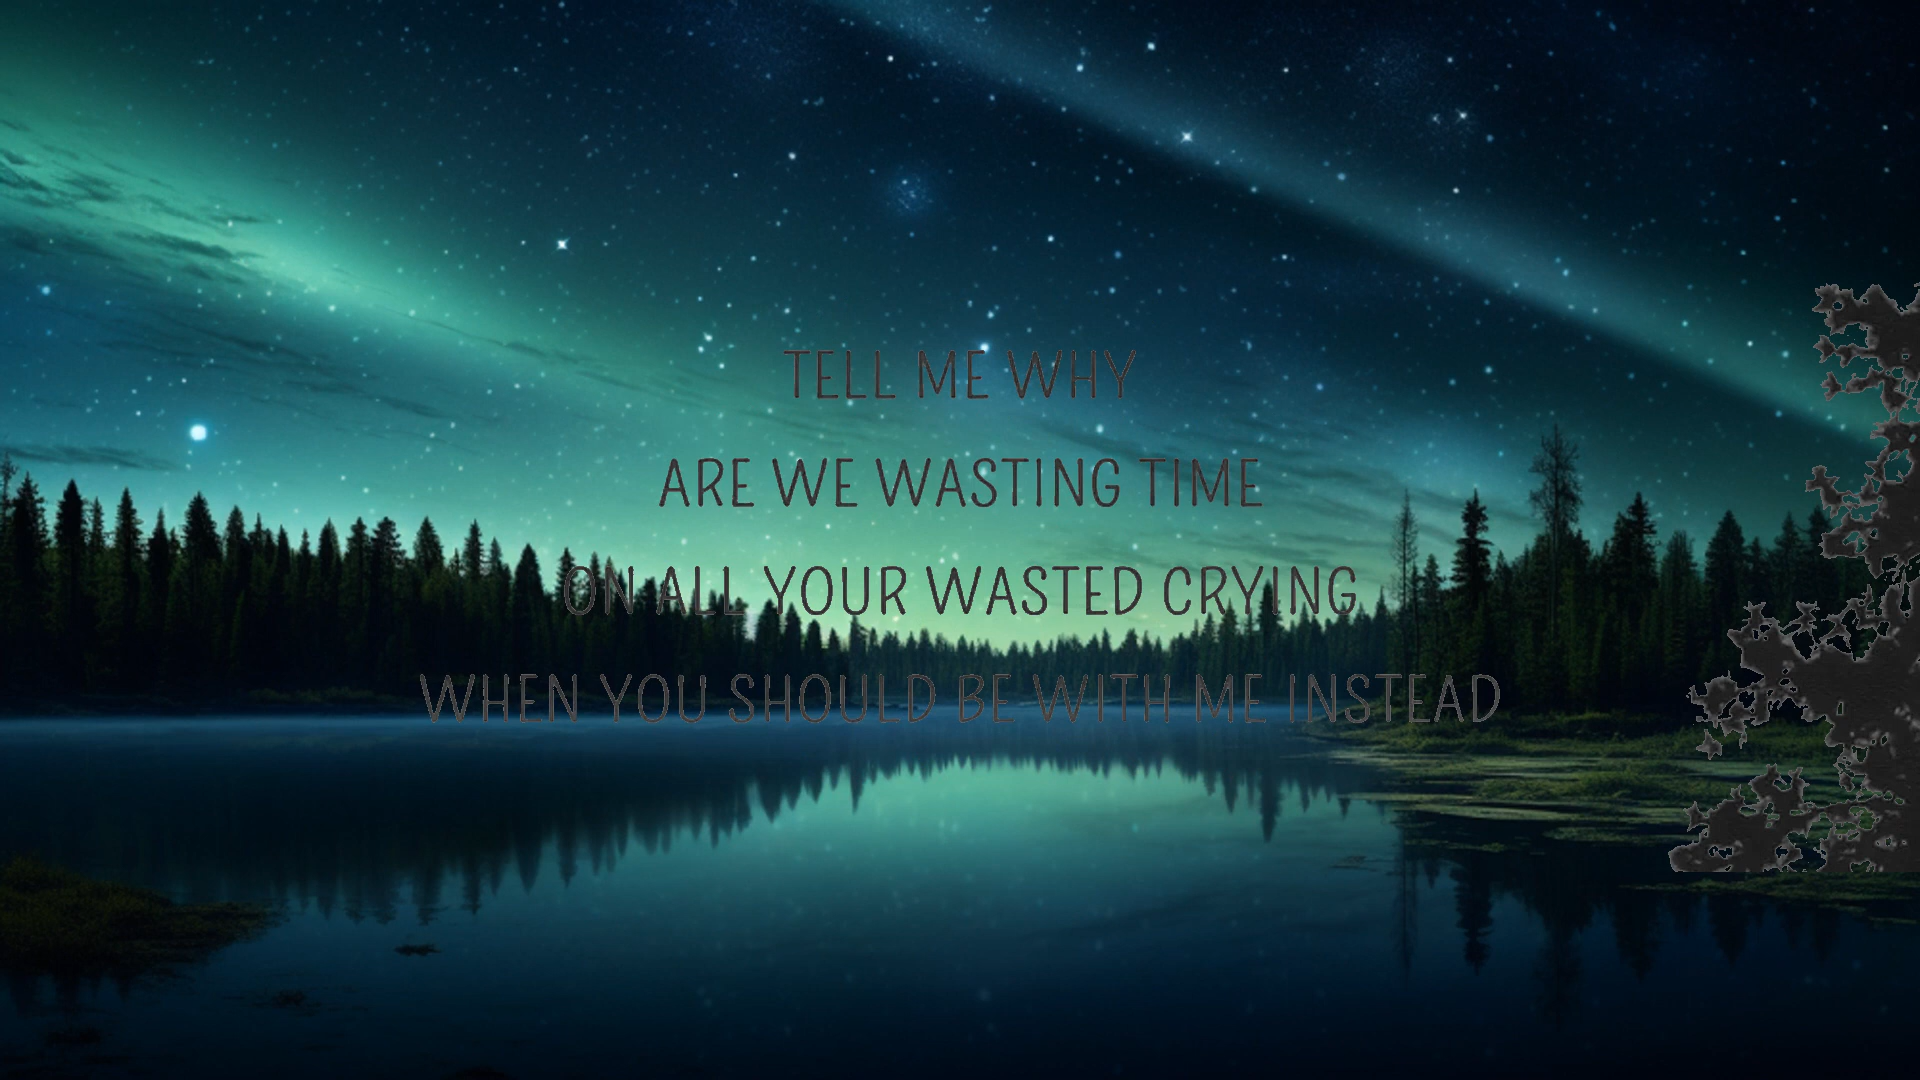 TELL ME WHY
ARE WE WASTING TIME
ON ALL YOUR WASTED CRYING
WHEN YOU SHOULD BE WITH ME INSTEAD